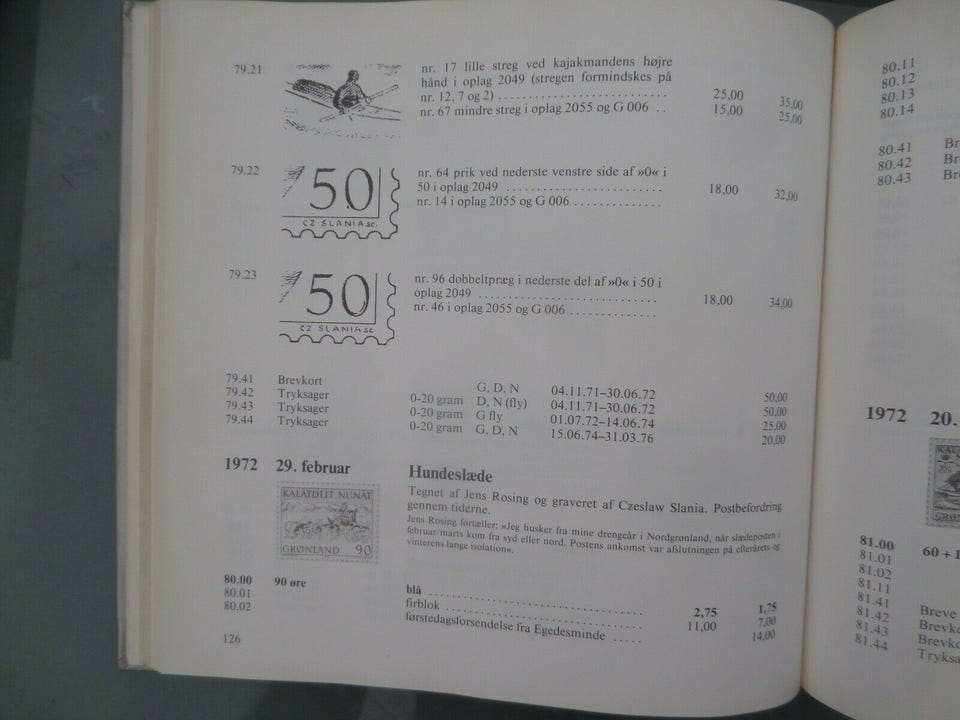 79.21 nr. 17 lille streg ved kajakmandens højre
hånd i oplag 2049 (stregen formindskes på
nr. 12, 7 og 2) ........................ 25,00 35,00
nr. 67 mindre streg i oplag 2055 og G 006 .. 15,00 25,00
79.22 nr. 64 prik ved nederste venstre side af »0« i
50 i oplag 2049 ........................ 18,00 32,00
nr. 14 i oplag 2055 og G 006 ..............
50
CZ SLANIA SC.
79.23 nr. 96 dobbeltpræg i nederste del af »0« i 50 i
oplag 2049 ........................ 18,00 34,00
nr. 46 i oplag 2055 og G 006 ..............
50
CZ SLANIA SC
79.41 Brevkort G, D, N 04.11.71–30.06.72 50,00
79.42 Tryksager 0-20 gram D, N (fly) 04.11.71–30.06.72 50,00
79.43 Tryksager 0-20 gram G fly 01.07.72–14.06.74 25,00
79.44 Tryksager 0-20 gram G, D, N 15.06.74–31.03.76 20,00
1972 29. februar Hundeslæde
Tegnet af Jens Rosing og graveret af Czeslaw Slania. Postbefordring
gennem tiderne.
Jens Rosing fortæller: »Jeg husker fra mine drengeår i Nordgrønland, når slædeposten i
februar/marts kom fra syd eller nord. Postens ankomst var afslutningen på efterårets og
vinterens lange isolation«.
KALÂTDLIT NUNÂT
GRØNLAND 90
80.00 90 øre blå ........................ 2,75 1,75
80.01 firblok ........................ 11,00 7,00
80.02 førstedagsforsendelse fra Egedesminde ..... 14,00
126
80.11
80.12
80.13
80.14
80.41 Br
80.42 Br
80.43 Br
1972 20.
81.00 60 +
81.01
81.02
81.11
81.41 Breve
81.42 Brevk
81.43 Brevk
81.44 Tryksa